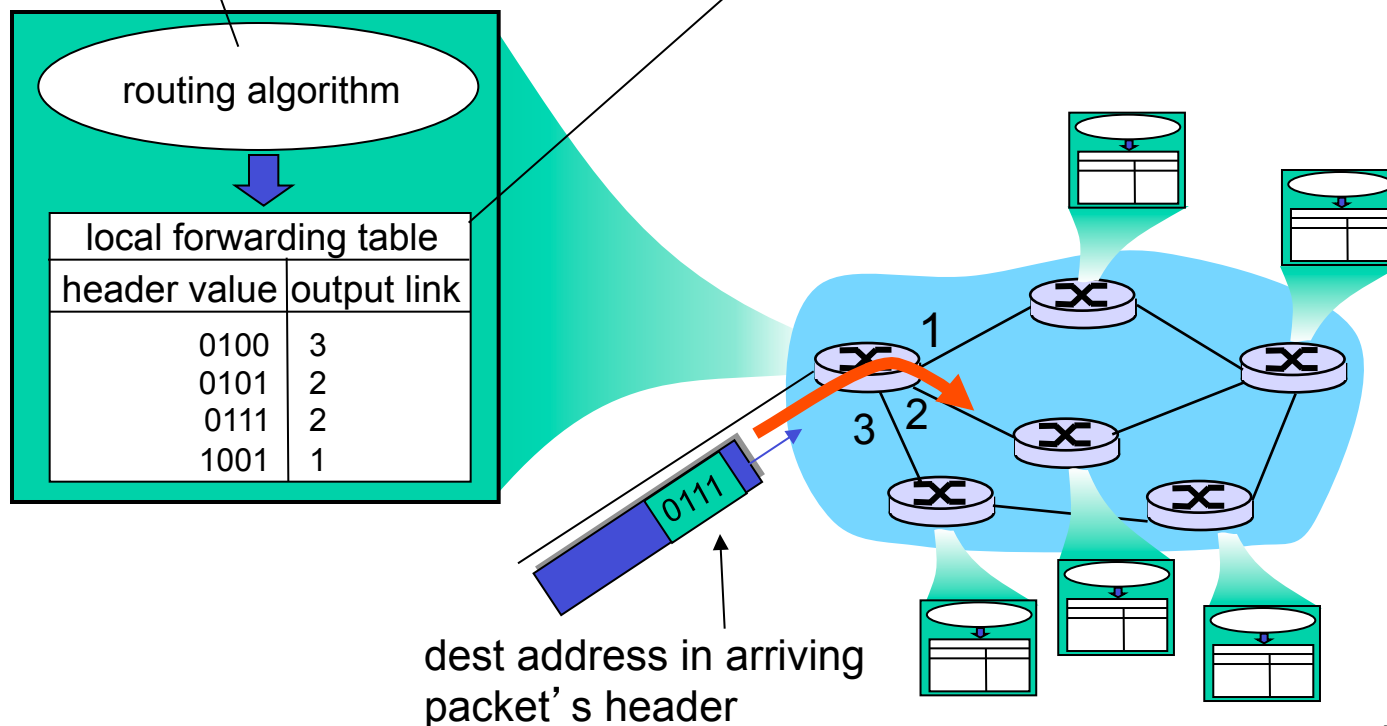 routing algorithm
local forwarding table
header value output link
0100 3
0101 2
0111 2
1001 1
1
2
3
0111
dest address in arriving
packet’s header